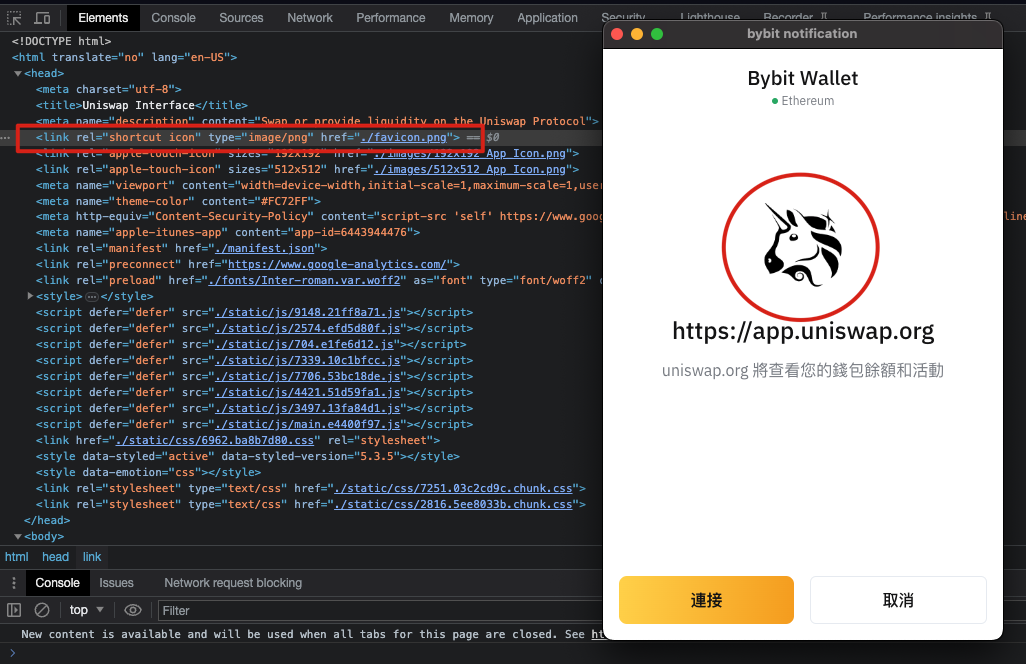 Elements Console Sources Network Performance Memory Application Security Lighthouse Recorder Performance insights
<!DOCTYPE html>
<html translate="no" lang="en-US">
<head>
<meta charset="utf-8">
<title>Uniswap Interface</title>
<meta name="description" content="Swap or provide liquidity on the Uniswap Protocol">
<link rel="shortcut icon" type="image/png" href="./favicon.png"> == $0
<link rel="apple-touch-icon" sizes="192x192" href="./images/192x192_App_Icon.png">
<link rel="apple-touch-icon" sizes="512x512" href="./images/512x512_App_Icon.png">
<meta name="viewport" content="width=device-width,initial-scale=1,maximum-scale=1,user
<meta name="theme-color" content="#FC72FF">
<meta http-equiv="Content-Security-Policy" content="script-src 'self' https://www.goog
<meta name="apple-itunes-app" content="app-id=6443944476">
<link rel="manifest" href="./manifest.json">
<link rel="preconnect" href="https://www.google-analytics.com/">
<link rel="preload" href="./fonts/Inter-roman.var.woff2" as="font" type="font/woff2"
<style>…</style>
<script defer="defer" src="./static/js/9148.21ff8a71.js"></script>
<script defer="defer" src="./static/js/2574.efd5d80f.js"></script>
<script defer="defer" src="./static/js/704.e1fe6d12.js"></script>
<script defer="defer" src="./static/js/7339.10c1bfcc.js"></script>
<script defer="defer" src="./static/js/7706.53bc18de.js"></script>
<script defer="defer" src="./static/js/4421.51d59fa1.js"></script>
<script defer="defer" src="./static/js/3497.13fa84d1.js"></script>
<script defer="defer" src="./static/js/main.e4400f97.js"></script>
<link href="./static/css/6962.ba8b7d80.css" rel="stylesheet">
<style data-styled="active" data-styled-version="5.3.5"></style>
<style data-emotion="css"></style>
<link rel="stylesheet" type="text/css" href="./static/css/7251.03c2cd9c.chunk.css">
<link rel="stylesheet" type="text/css" href="./static/css/2816.5ee8033b.chunk.css">
</head>
<body>
html head link
Console Issues Network request blocking
top Filter
New content is available and will be used when all tabs for this page are closed. See
bybit notification
Bybit Wallet
Ethereum
https://app.uniswap.org
uniswap.org 將查看您的錢包餘額和活動
連接
取消